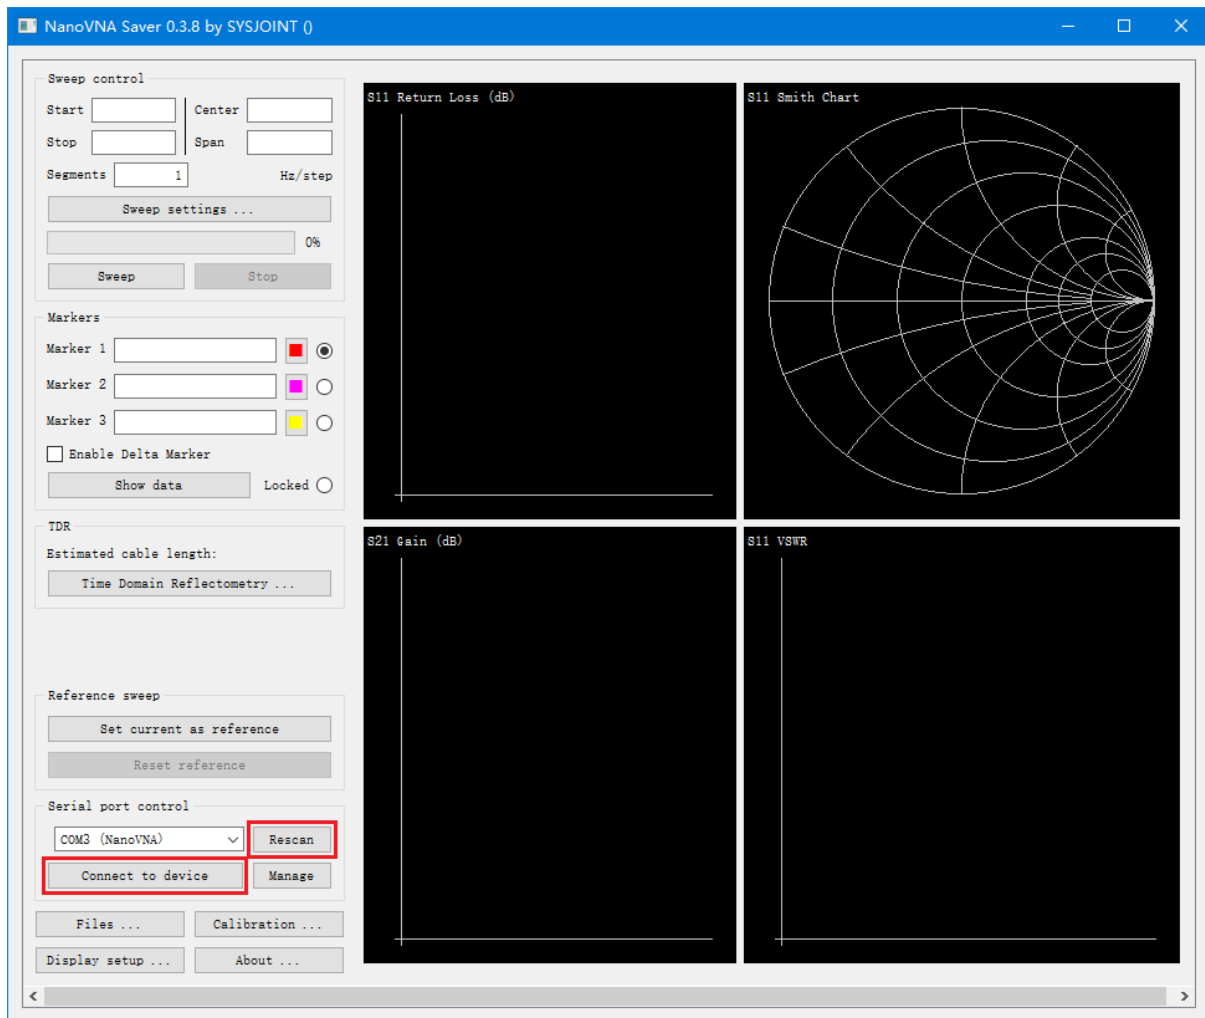 NanoVNA Saver 0.3.8 by SYSJOINT ()
Sweep control
Start
Center
Stop
Span
Segments 1 Hz/step
Sweep settings ...
0%
Sweep
Stop
Markers
Marker 1
Marker 2
Marker 3
Enable Delta Marker
Show data
Locked
TDR
Estimated cable length:
Time Domain Reflectometry ...
Reference sweep
Set current as reference
Reset reference
Serial port control
COM3 (NanoVNA)
Rescan
Connect to device
Manage
Files ...
Calibration ...
Display setup ...
About ...
S11 Return Loss (dB)
S11 Smith Chart
S21 Gain (dB)
S11 VSWR